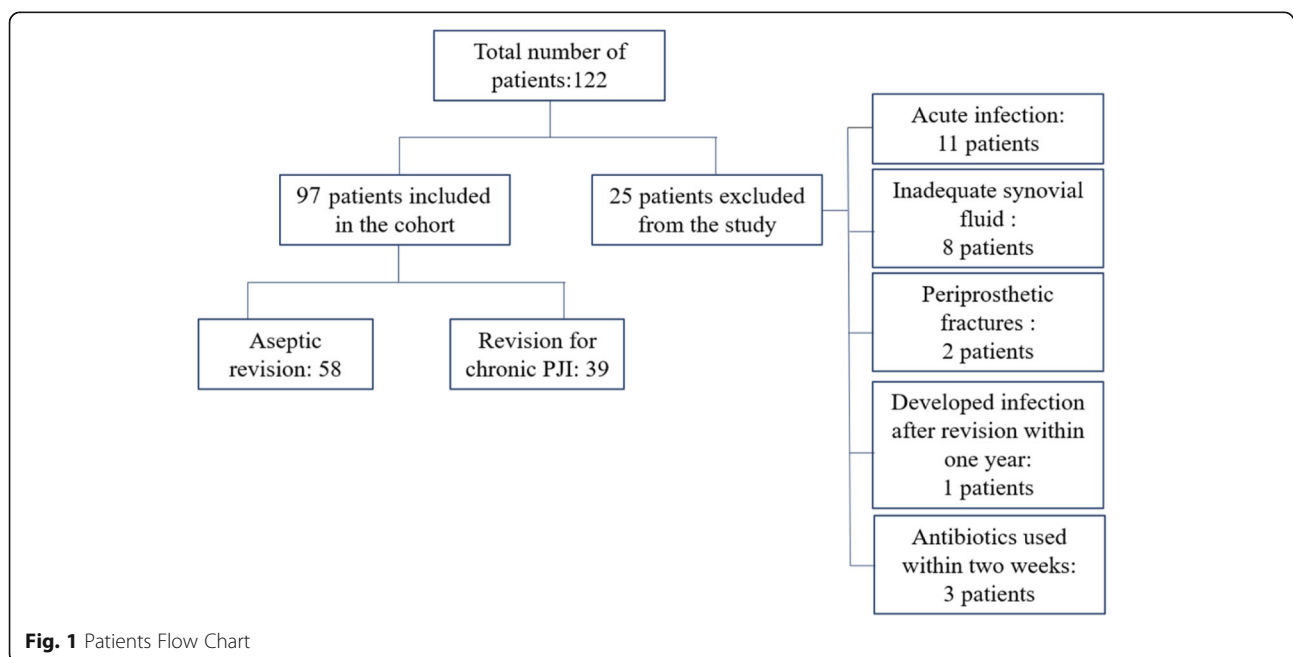 Total number of
patients:122
97 patients included
in the cohort
25 patients excluded
from the study
Aseptic
revision: 58
Revision for
chronic PJI: 39
Acute infection:
11 patients
Inadequate synovial
fluid :
8 patients
Periprosthetic
fractures :
2 patients
Developed infection
after revision within
one year:
1 patients
Antibiotics used
within two weeks:
3 patients
Fig. 1 Patients Flow Chart